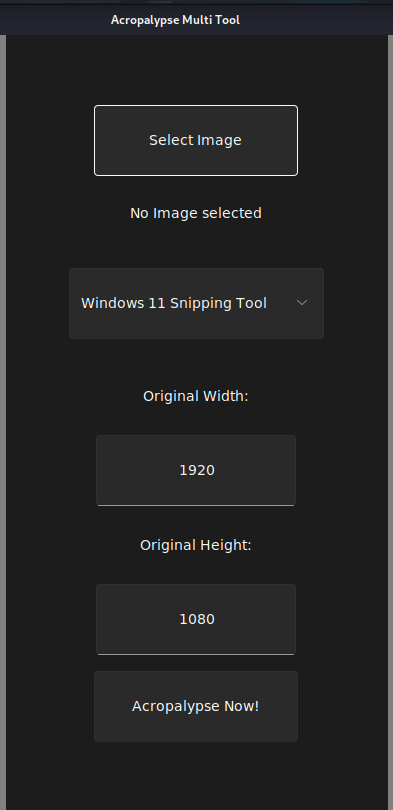 Acropalypse Multi Tool
Select Image
No Image selected
Windows 11 Snipping Tool
Original Width:
1920
Original Height:
1080
Acropalypse Now!